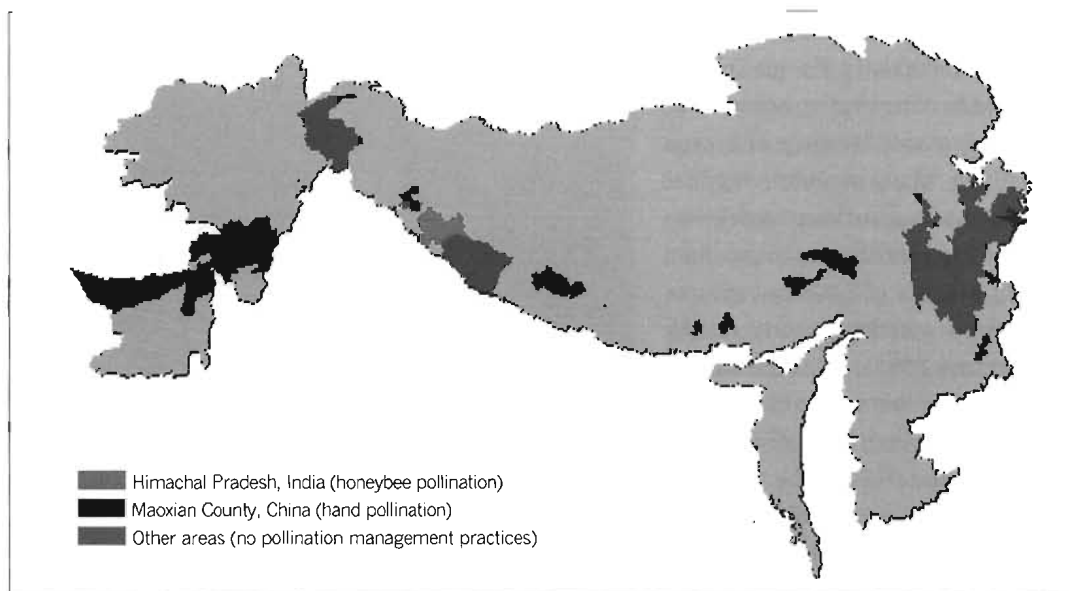 Himachal Pradesh, India (honeybee pollination)
Maoxian County, China (hand pollination)
Other areas (no pollination management practices)